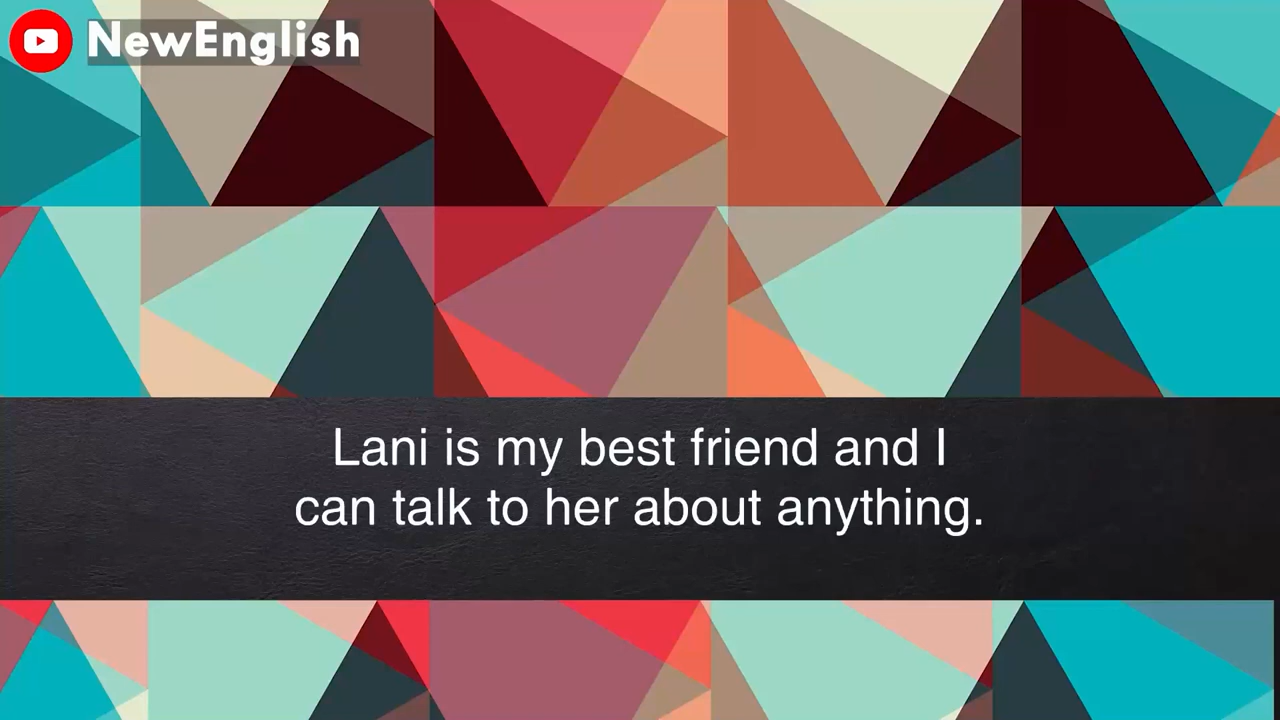 NewEnglish
Lani is my best friend and I
can talk to her about anything.